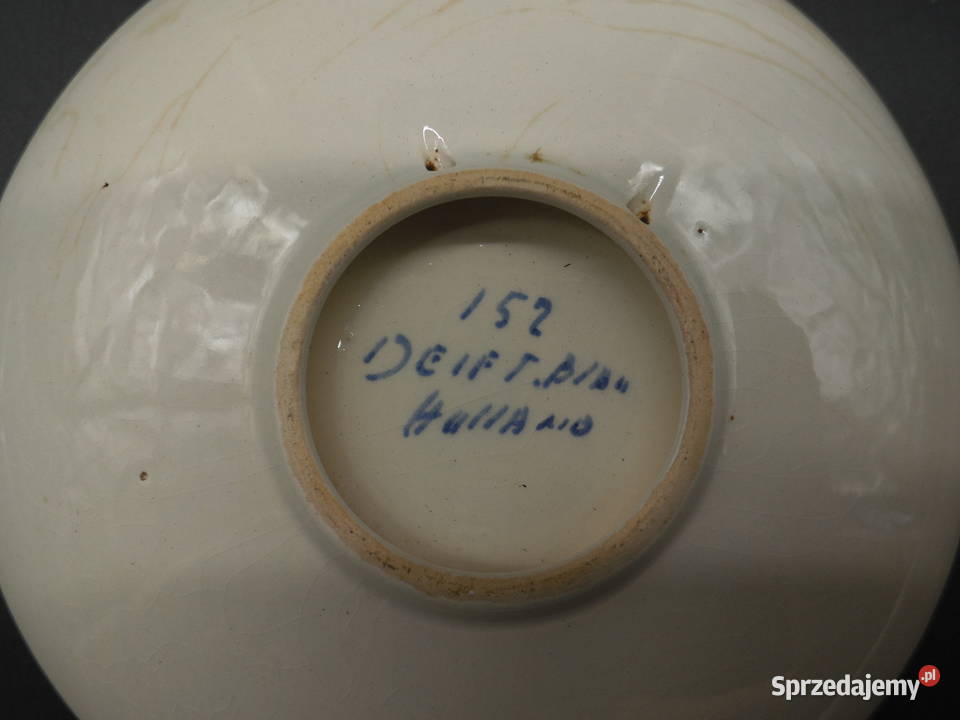 152
DElFT. Blau
HollAND
Sprzedajemy.pl